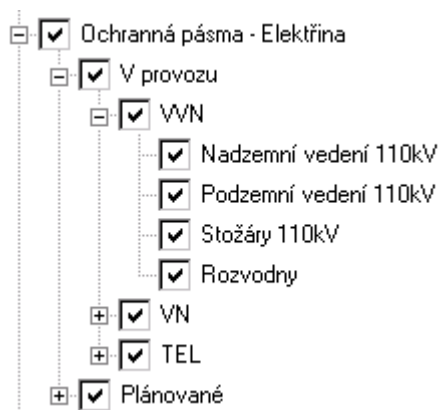 Ochranná pásma - Elektřina
V provozu
VVN
Nadzemní vedení 110kV
Podzemní vedení 110kV
Stožáry 110kV
Rozvodny
VN
TEL
Plánované